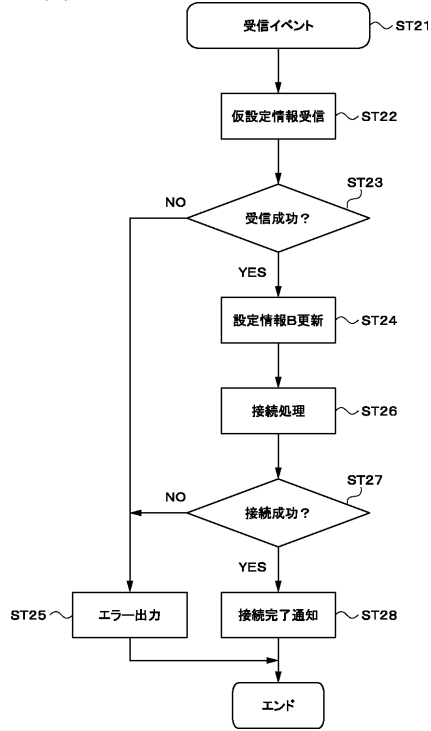 受信イベント
ST21
仮設定情報受信
ST22
ST23
NO
受信成功？
YES
設定情報B更新
ST24
接続処理
ST26
ST27
NO
接続成功？
YES
ST25
エラー出力
接続完了通知
ST28
エンド